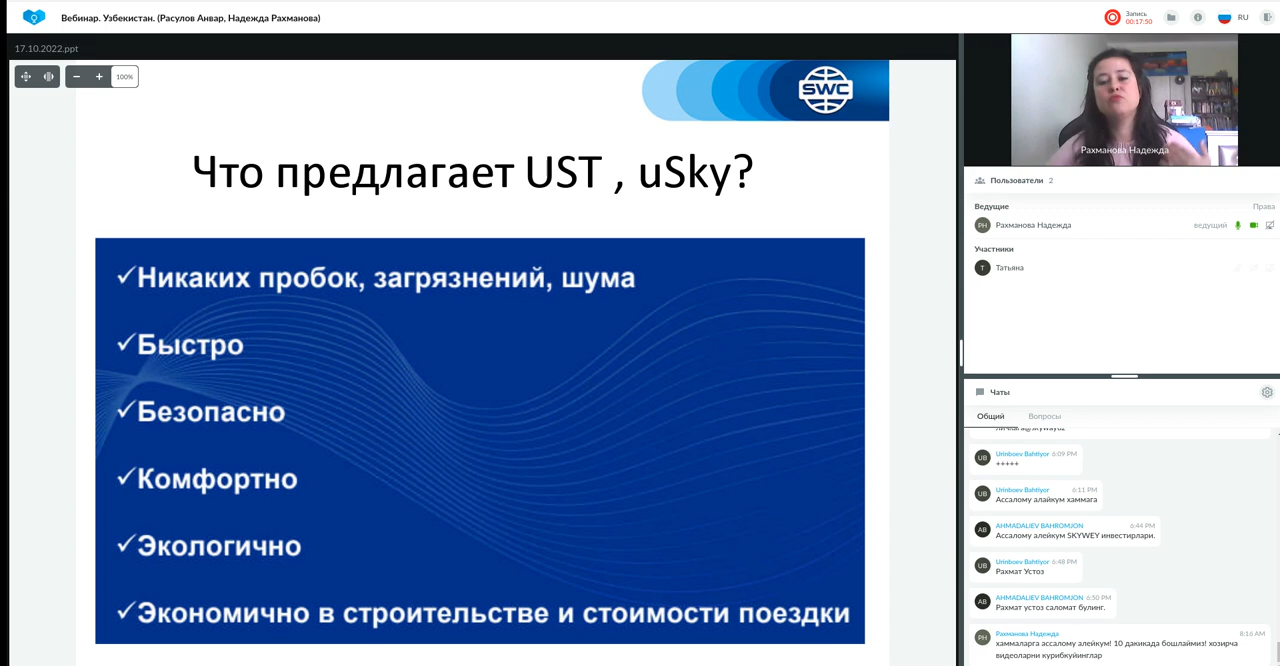 Вебинар. Узбекистан. (Расулов Анвар, Надежда Рахманова)
Запись
00:17:50
RU
17.10.2022.ppt
100%
SWC
Что предлагает UST , uSky?
✓Никаких пробок, загрязнений, шума
✓Быстро
✓Безопасно
✓Комфортно
✓Экологично
✓Экономично в строительстве и стоимости поездки
Рахманова Надежда
Пользователи 2
Ведущие Права
РН Рахманова Надежда ведущий
Участники
Т Татьяна
Чаты
Общий Вопросы
UB Urinboev Bahtiyor 6:09 PM
+++++
UB Urinboev Bahtiyor 6:11 PM
Ассалому алайкум хаммага
AB AHMADALIEV BAHROMJON 6:44 PM
Ассалому алейкум SKYWEY инвестирлари.
UB Urinboev Bahtiyor 6:48 PM
Рахмат Устоз
AB AHMADALIEV BAHROMJON 6:50 PM
Рахмат устоз саломат булинг.
РН Рахманова Надежда 8:16 AM
хаммаларга ассалому алейкум! 10 дакикада бошлаймиз! хозирча
видеоларни курибкуйинглар